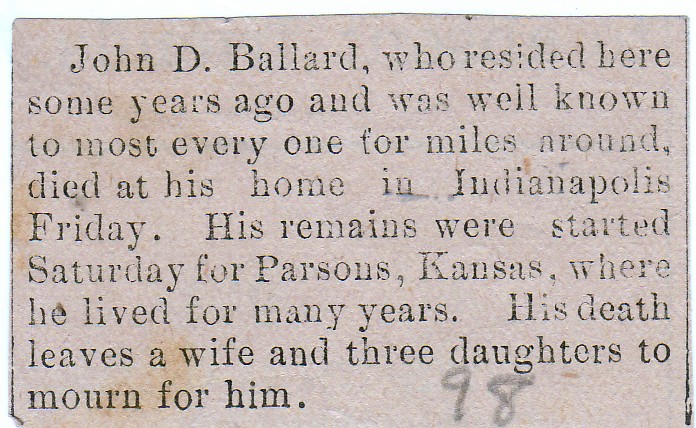 John D. Ballard, who resided here
some years ago and was well known
to most every one for miles around,
died at his home in Indianapolis
Friday. His remains were started
Saturday for Parsons, Kansas, where
he lived for many years. His death
leaves a wife and three daughters to
mourn for him.
98